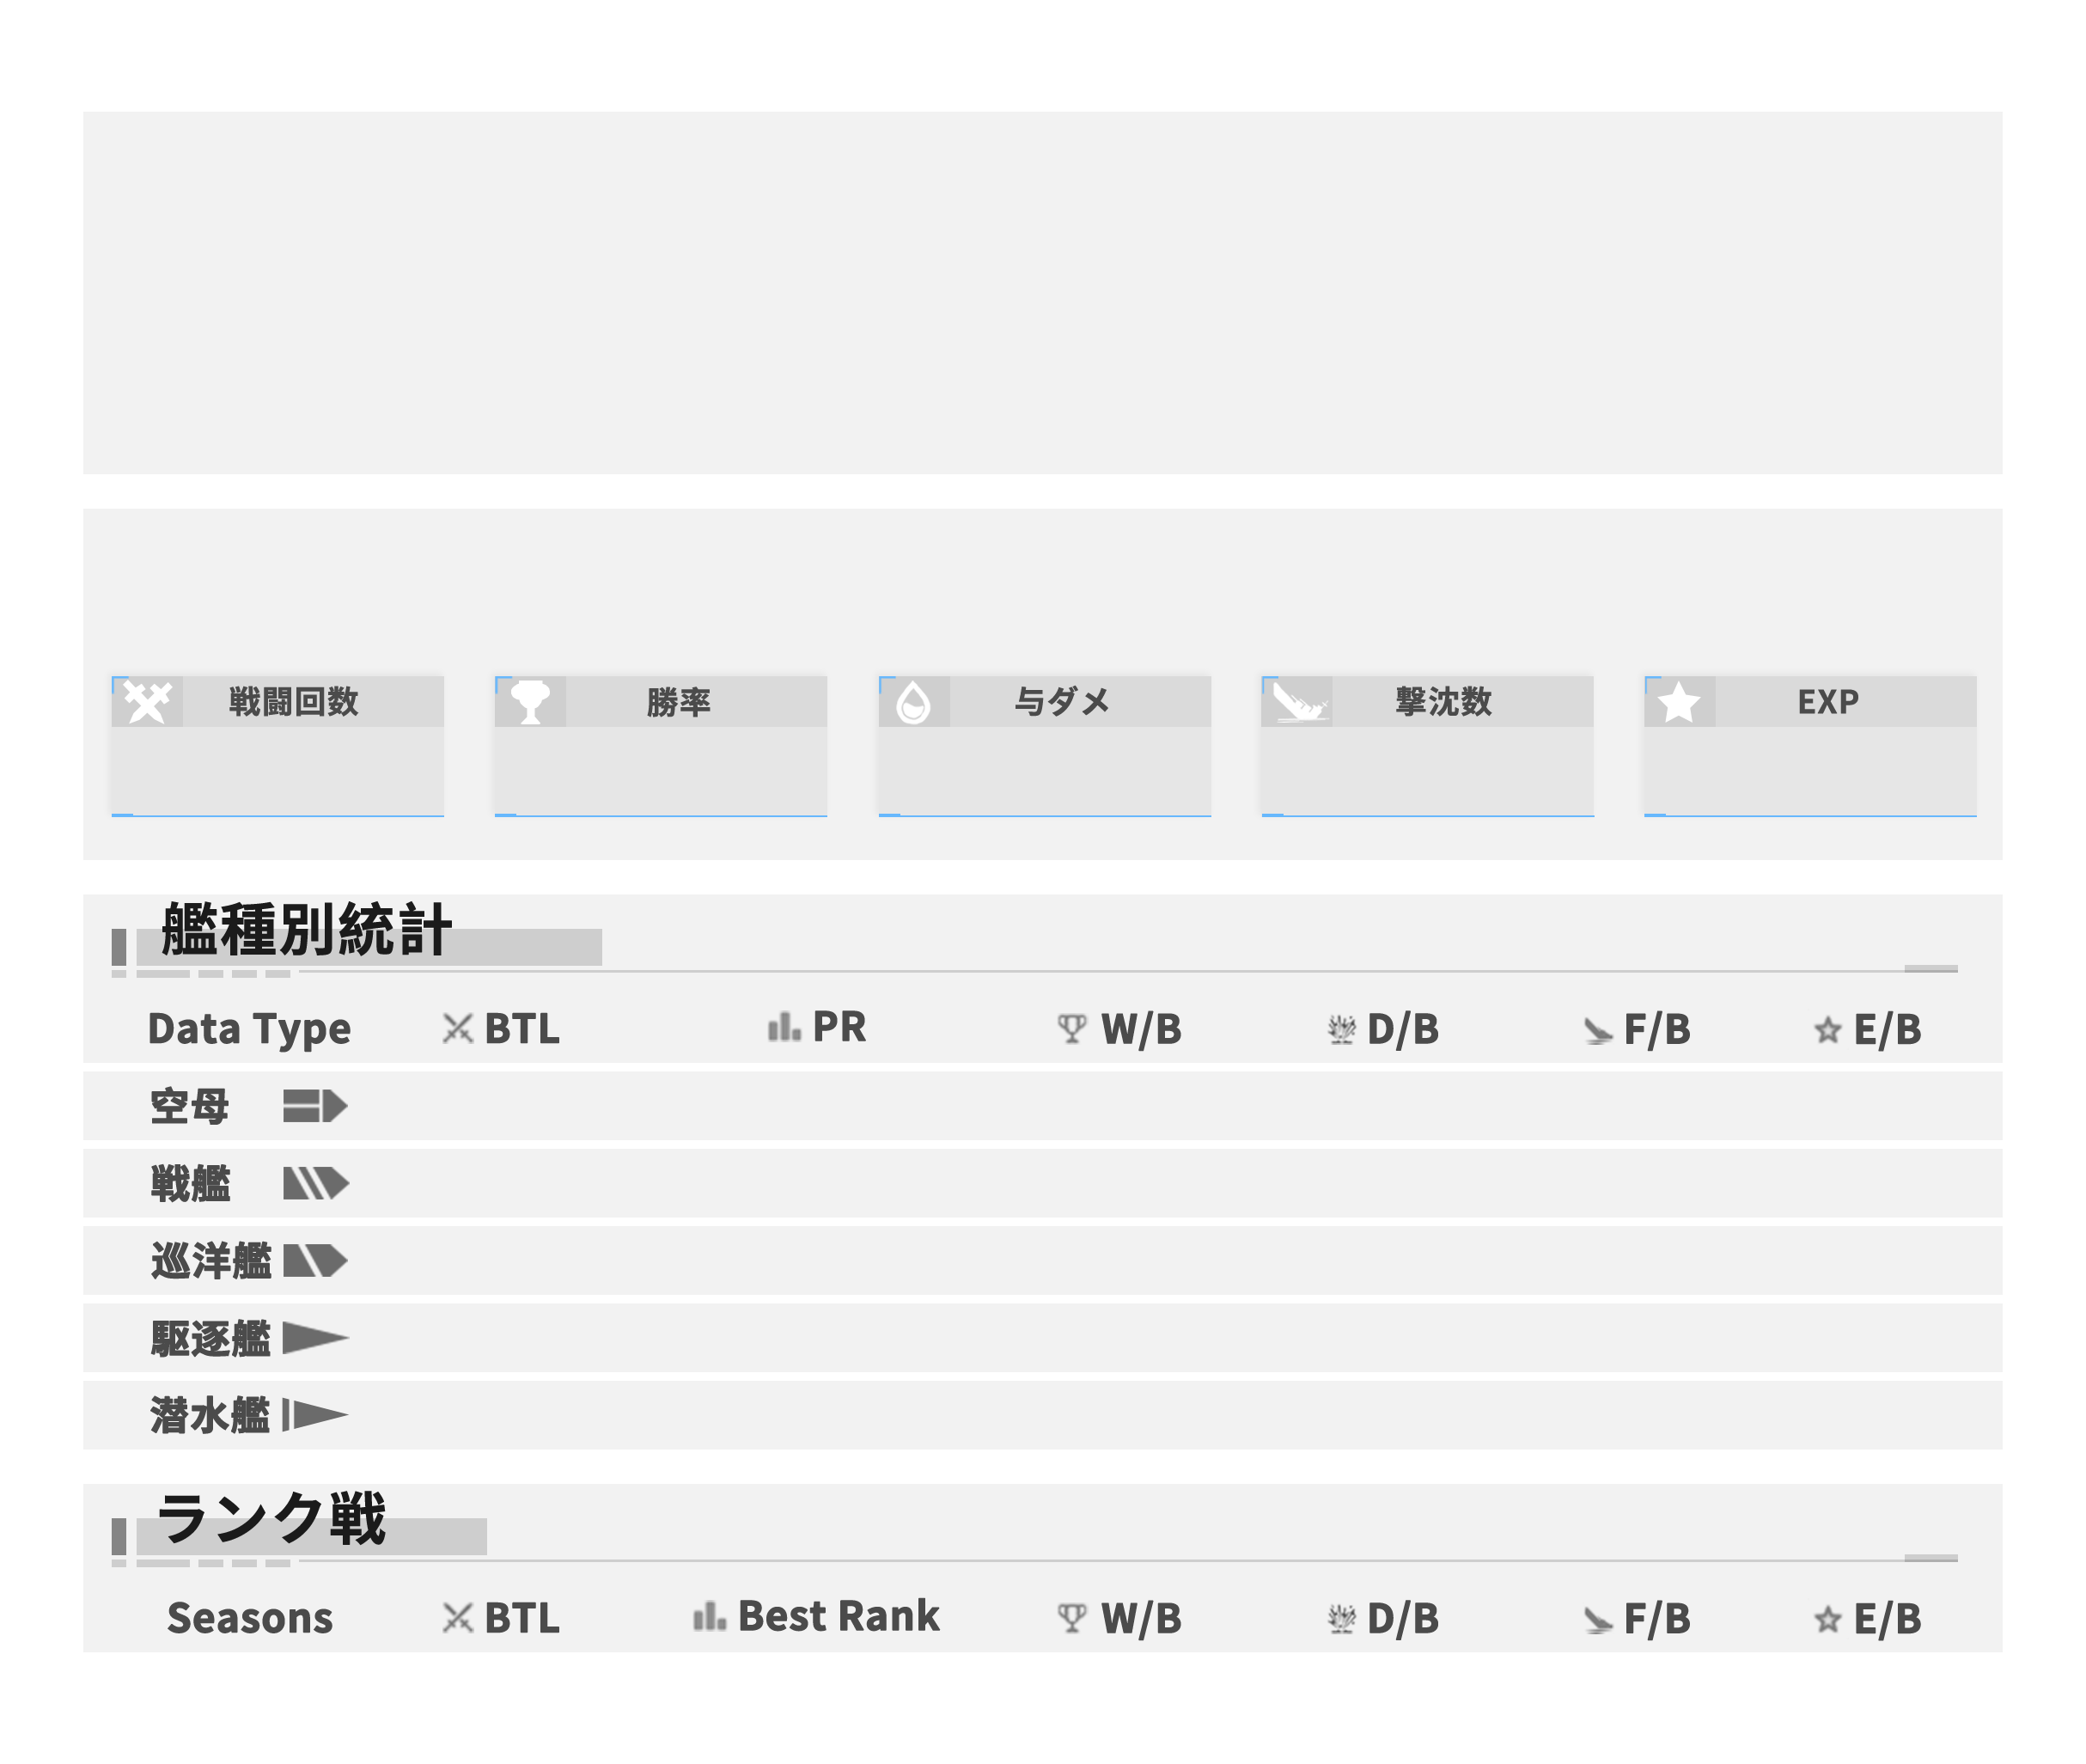 戦闘回数 勝率 与ダメ 撃沈数 EXP
艦種別統計
Data Type BTL PR W/B D/B F/B E/B
空母
戦艦
巡洋艦
駆逐艦
潜水艦
ランク戦
Seasons BTL Best Rank W/B D/B F/B E/B